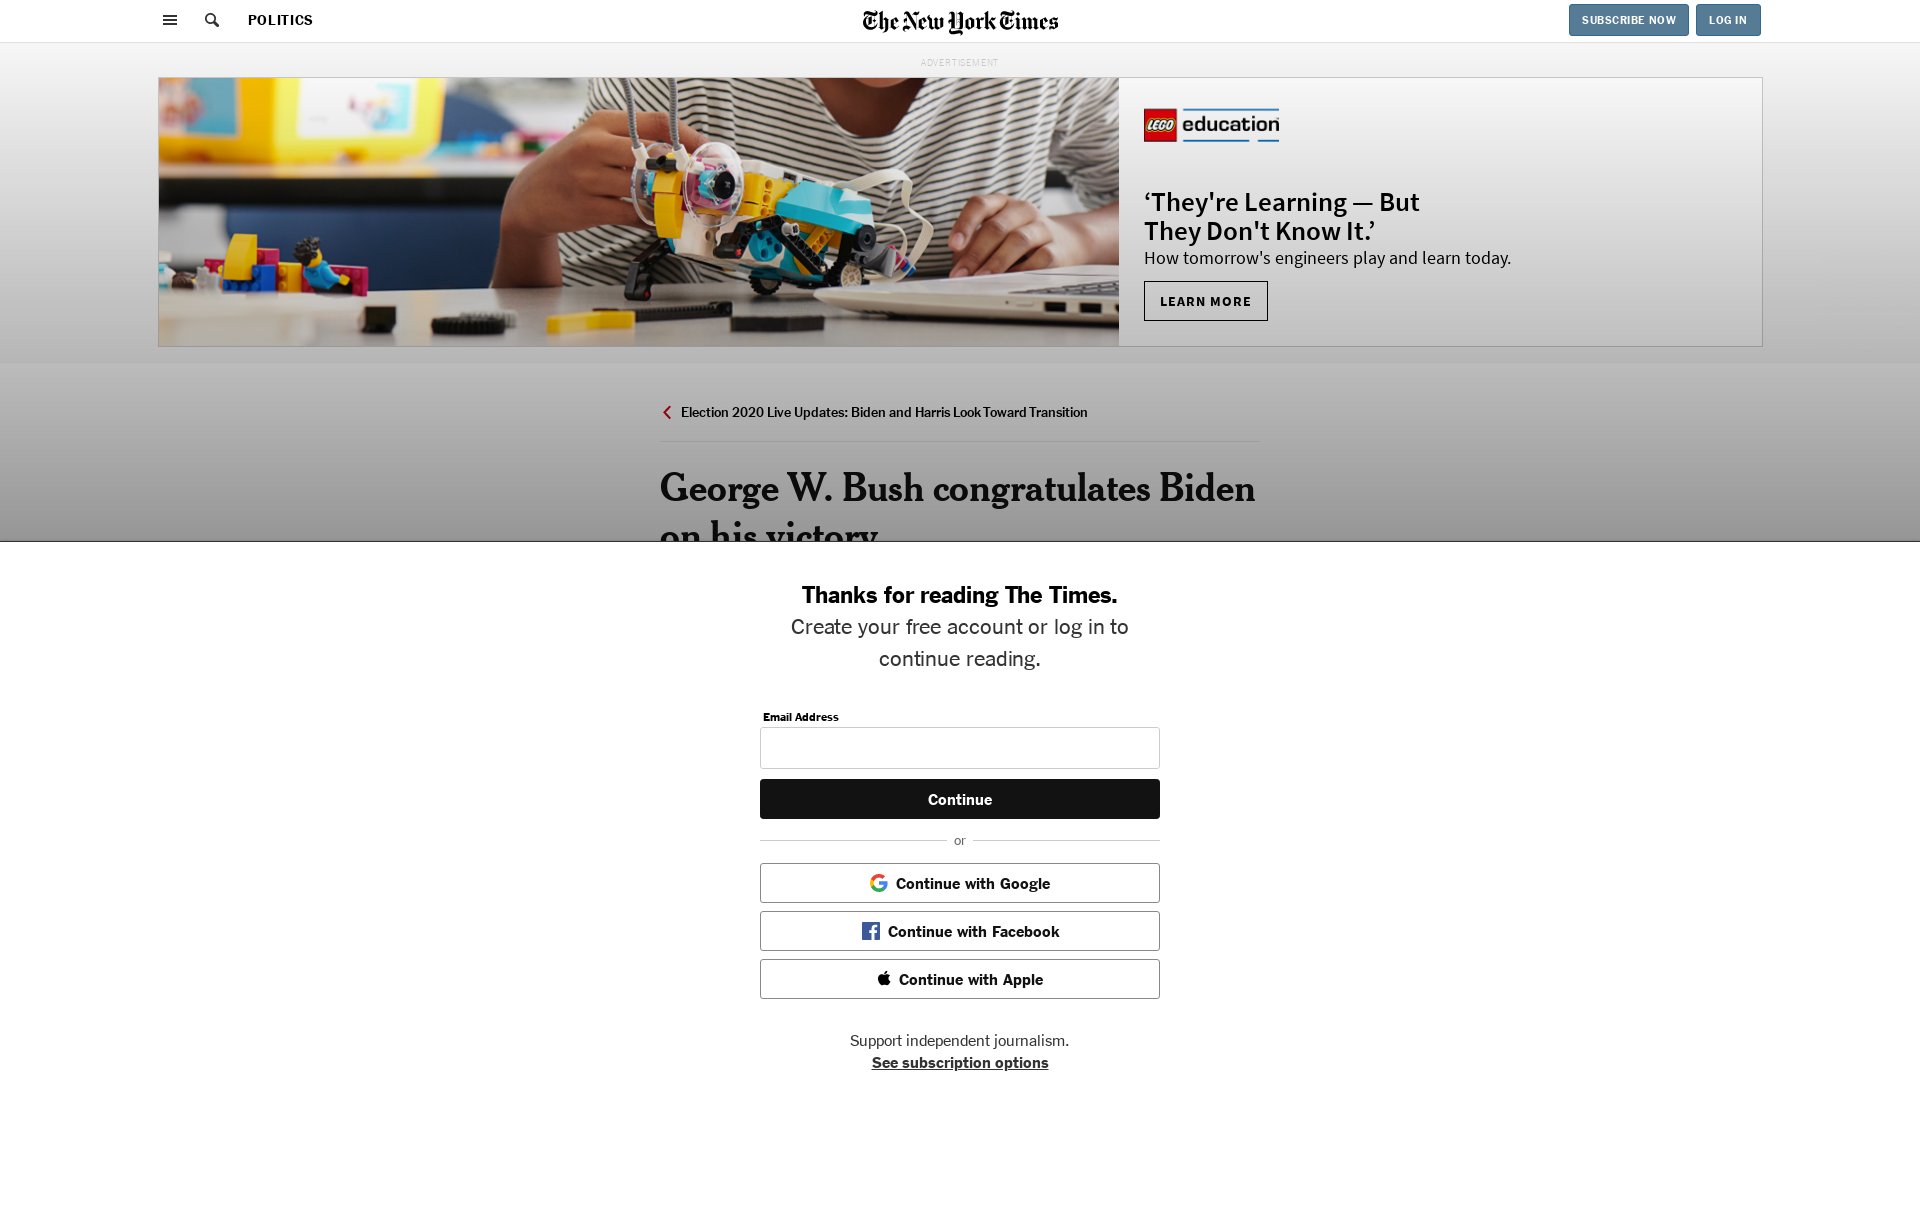 POLITICS
The New York Times
SUBSCRIBE NOW
LOG IN
ADVERTISEMENT
LEGO education
‘They're Learning — But
They Don't Know It.’
How tomorrow's engineers play and learn today.
LEARN MORE
Election 2020 Live Updates: Biden and Harris Look Toward Transition
George W. Bush congratulates Biden
on his victory
Thanks for reading The Times.
Create your free account or log in to
continue reading.
Email Address
Continue
or
Continue with Google
Continue with Facebook
Continue with Apple
Support independent journalism.
See subscription options